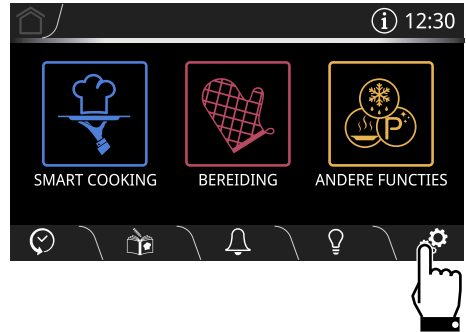 i 12:30
SMART COOKING
BEREIDING
P
ANDERE FUNCTIES